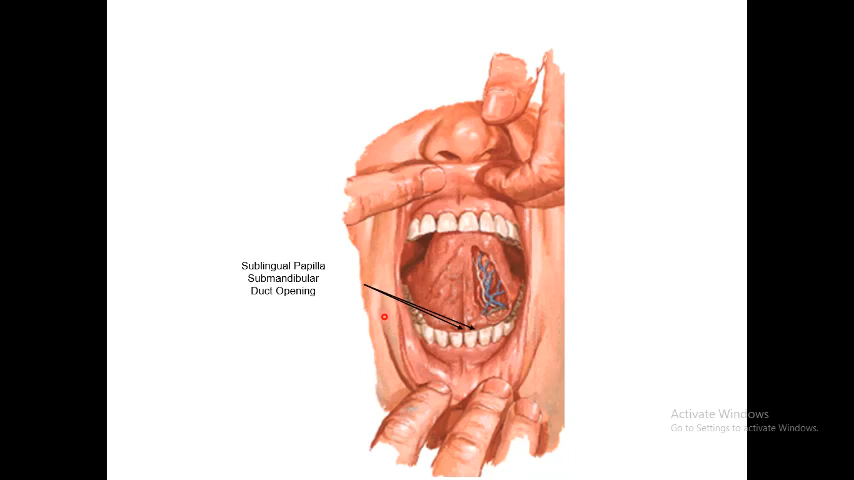 Sublingual Papilla
Submandibular
Duct Opening
Activate Windows
Go to Settings to activate Windows.